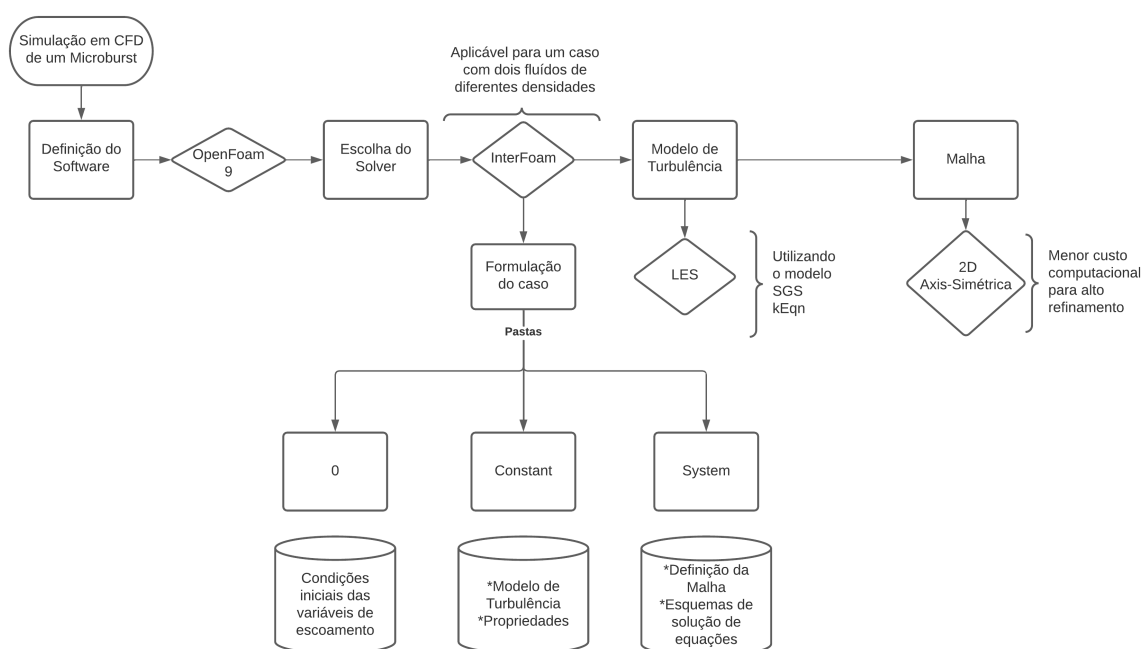 Simulação em CFD
de um Microburst
Aplicável para um caso
com dois fluídos de
diferentes densidades
Definição do
Software
OpenFoam
9
Escolha do
Solver
InterFoam
Modelo de
Turbulência
Malha
Formulação
do caso
LES
Utilizando
o modelo
SGS
kEqn
2D
Axis-Simétrica
Menor custo
computacional
para alto
refinamento
Pastas
0
Constant
System
Condições
iniciais das
variáveis de
escoamento
*Modelo de
Turbulência
*Propriedades
*Definição da
Malha
*Esquemas de
solução de
equações